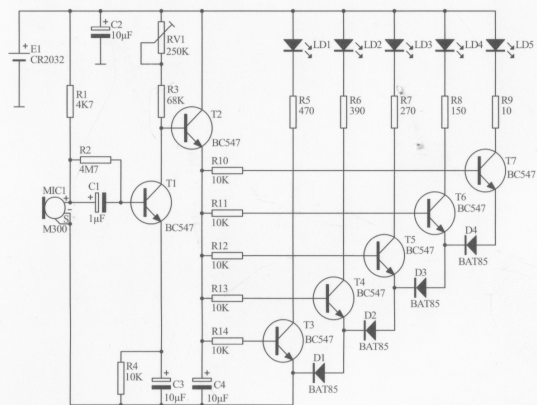 C2
10µF
RV1
250K
LD1
LD2
LD3
LD4
LD5
E1
CR2032
R1
4K7
R3
68K
T2
BC547
R5
470
R6
390
R7
270
R8
150
R9
10
R2
4M7
T7
BC547
R10
10K
MIC1
M300
C1
1µF
T1
BC547
T6
BC547
R11
10K
D4
BAT85
T5
BC547
R12
10K
D3
BAT85
T4
BC547
R13
10K
D2
BAT85
T3
BC547
R14
10K
D1
BAT85
R4
10K
C3
10µF
C4
10µF